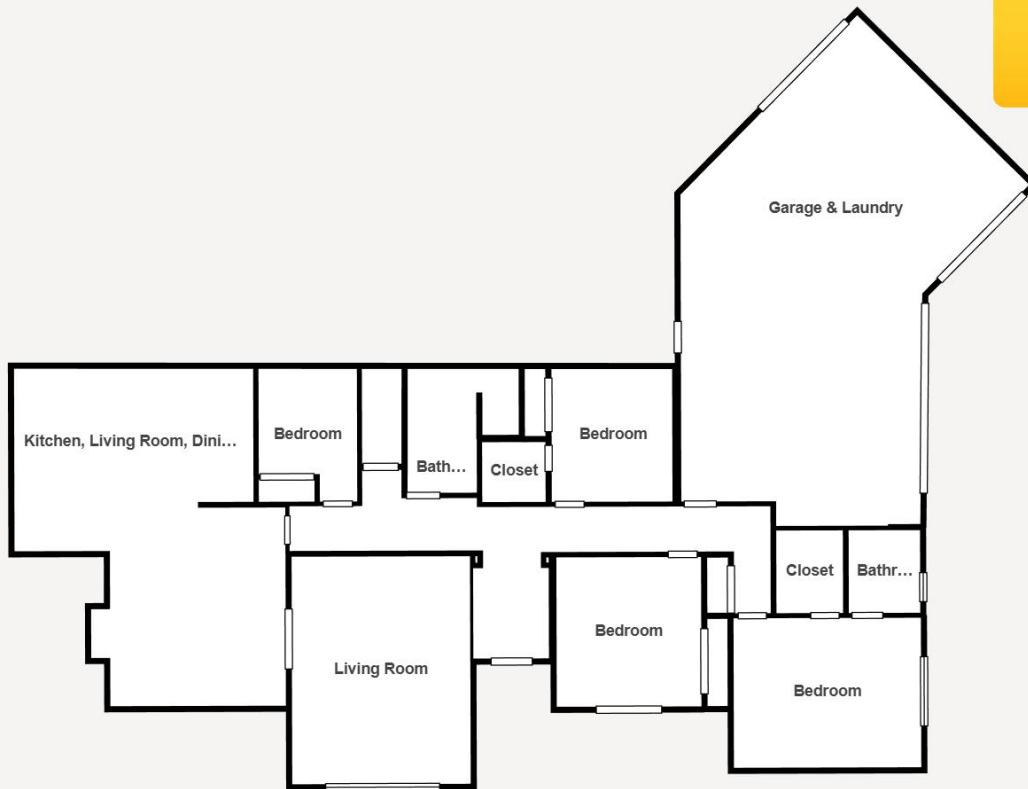 Garage & Laundry
Kitchen, Living Room, Dini...
Bedroom
Bedroom
Bath...
Closet
Closet
Bathr...
Bedroom
Living Room
Bedroom